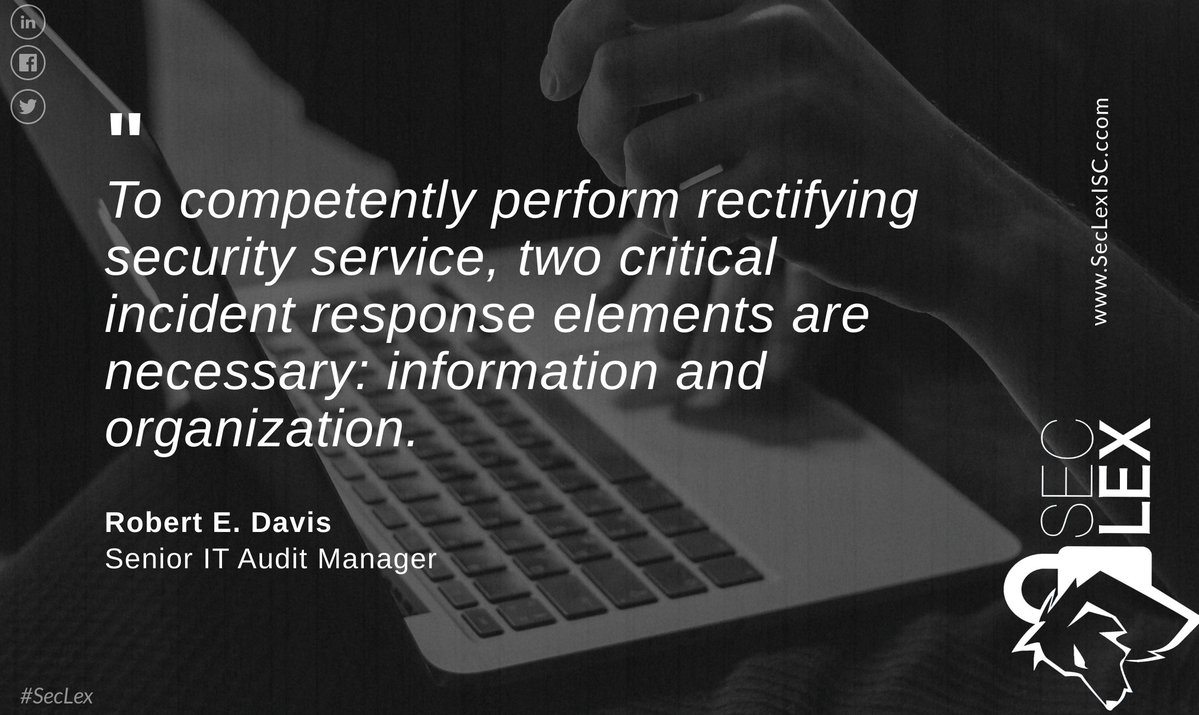 in
"
To competently perform rectifying
security service, two critical
incident response elements are
necessary: information and
organization.
Robert E. Davis
Senior IT Audit Manager
www.SecLexISC.ccom
SEC
LEX
#SecLex